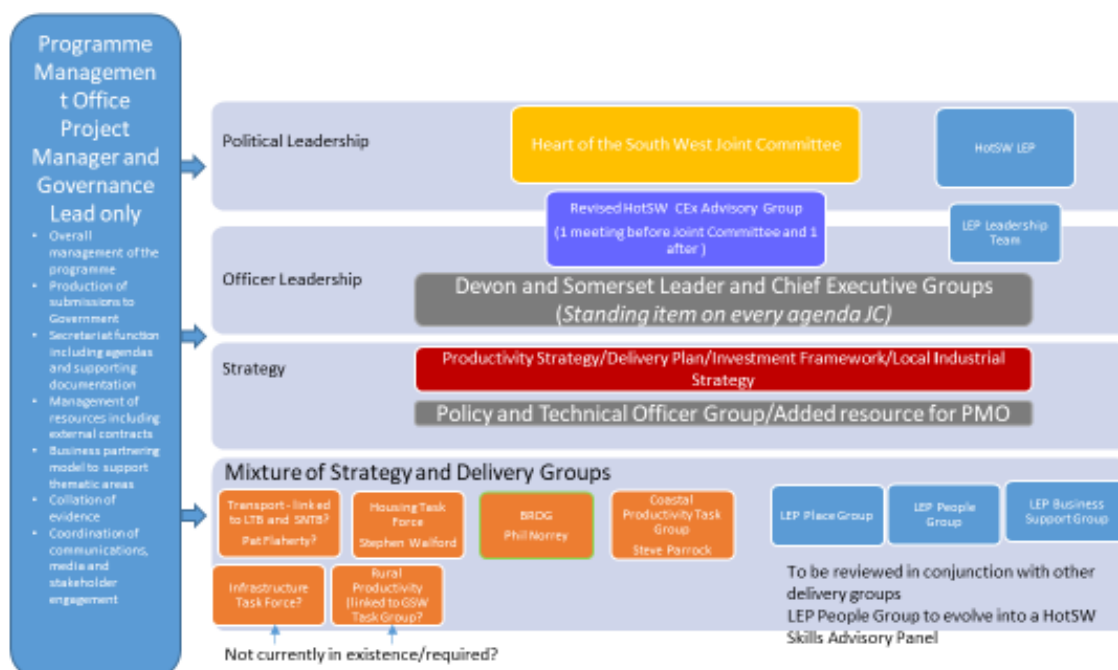 Programme
Managemen
t Office
Project
Manager and
Governance
Lead only
• Overall
management of the
programme
• Production of
submissions to
Government
• Secretariat function
including agendas
and supporting
documentation
• Management of
resources including
external contracts
• Business partnering
model to support
thematic areas
• Collation of
evidence
• Coordination of
communications,
media and
stakeholder
engagement
Political Leadership
Heart of the South West Joint Committee
HotSW LEP
Revised HotSW CEx Advisory Group
(1 meeting before Joint Committee and 1
after )
LEP Leadership
Team
Officer Leadership
Devon and Somerset Leader and Chief Executive Groups
(Standing item on every agenda JC)
Strategy
Productivity Strategy/Delivery Plan/Investment Framework/Local Industrial
Strategy
Policy and Technical Officer Group/Added resource for PMO
Mixture of Strategy and Delivery Groups
Transport - linked
to LTB and SNTB?
Pat Flaherty?
Housing Task
Force
Stephen Walford
BRDG
Phil Norrey
Coastal
Productivity Task
Group
Steve Parrock
LEP Place Group
LEP People
Group
LEP Business
Support Group
Infrastructure
Task Force?
Rural
Productivity
(linked to GSW
Task Group?
To be reviewed in conjunction with other
delivery groups
LEP People Group to evolve into a HotSW
Skills Advisory Panel
Not currently in existence/required?